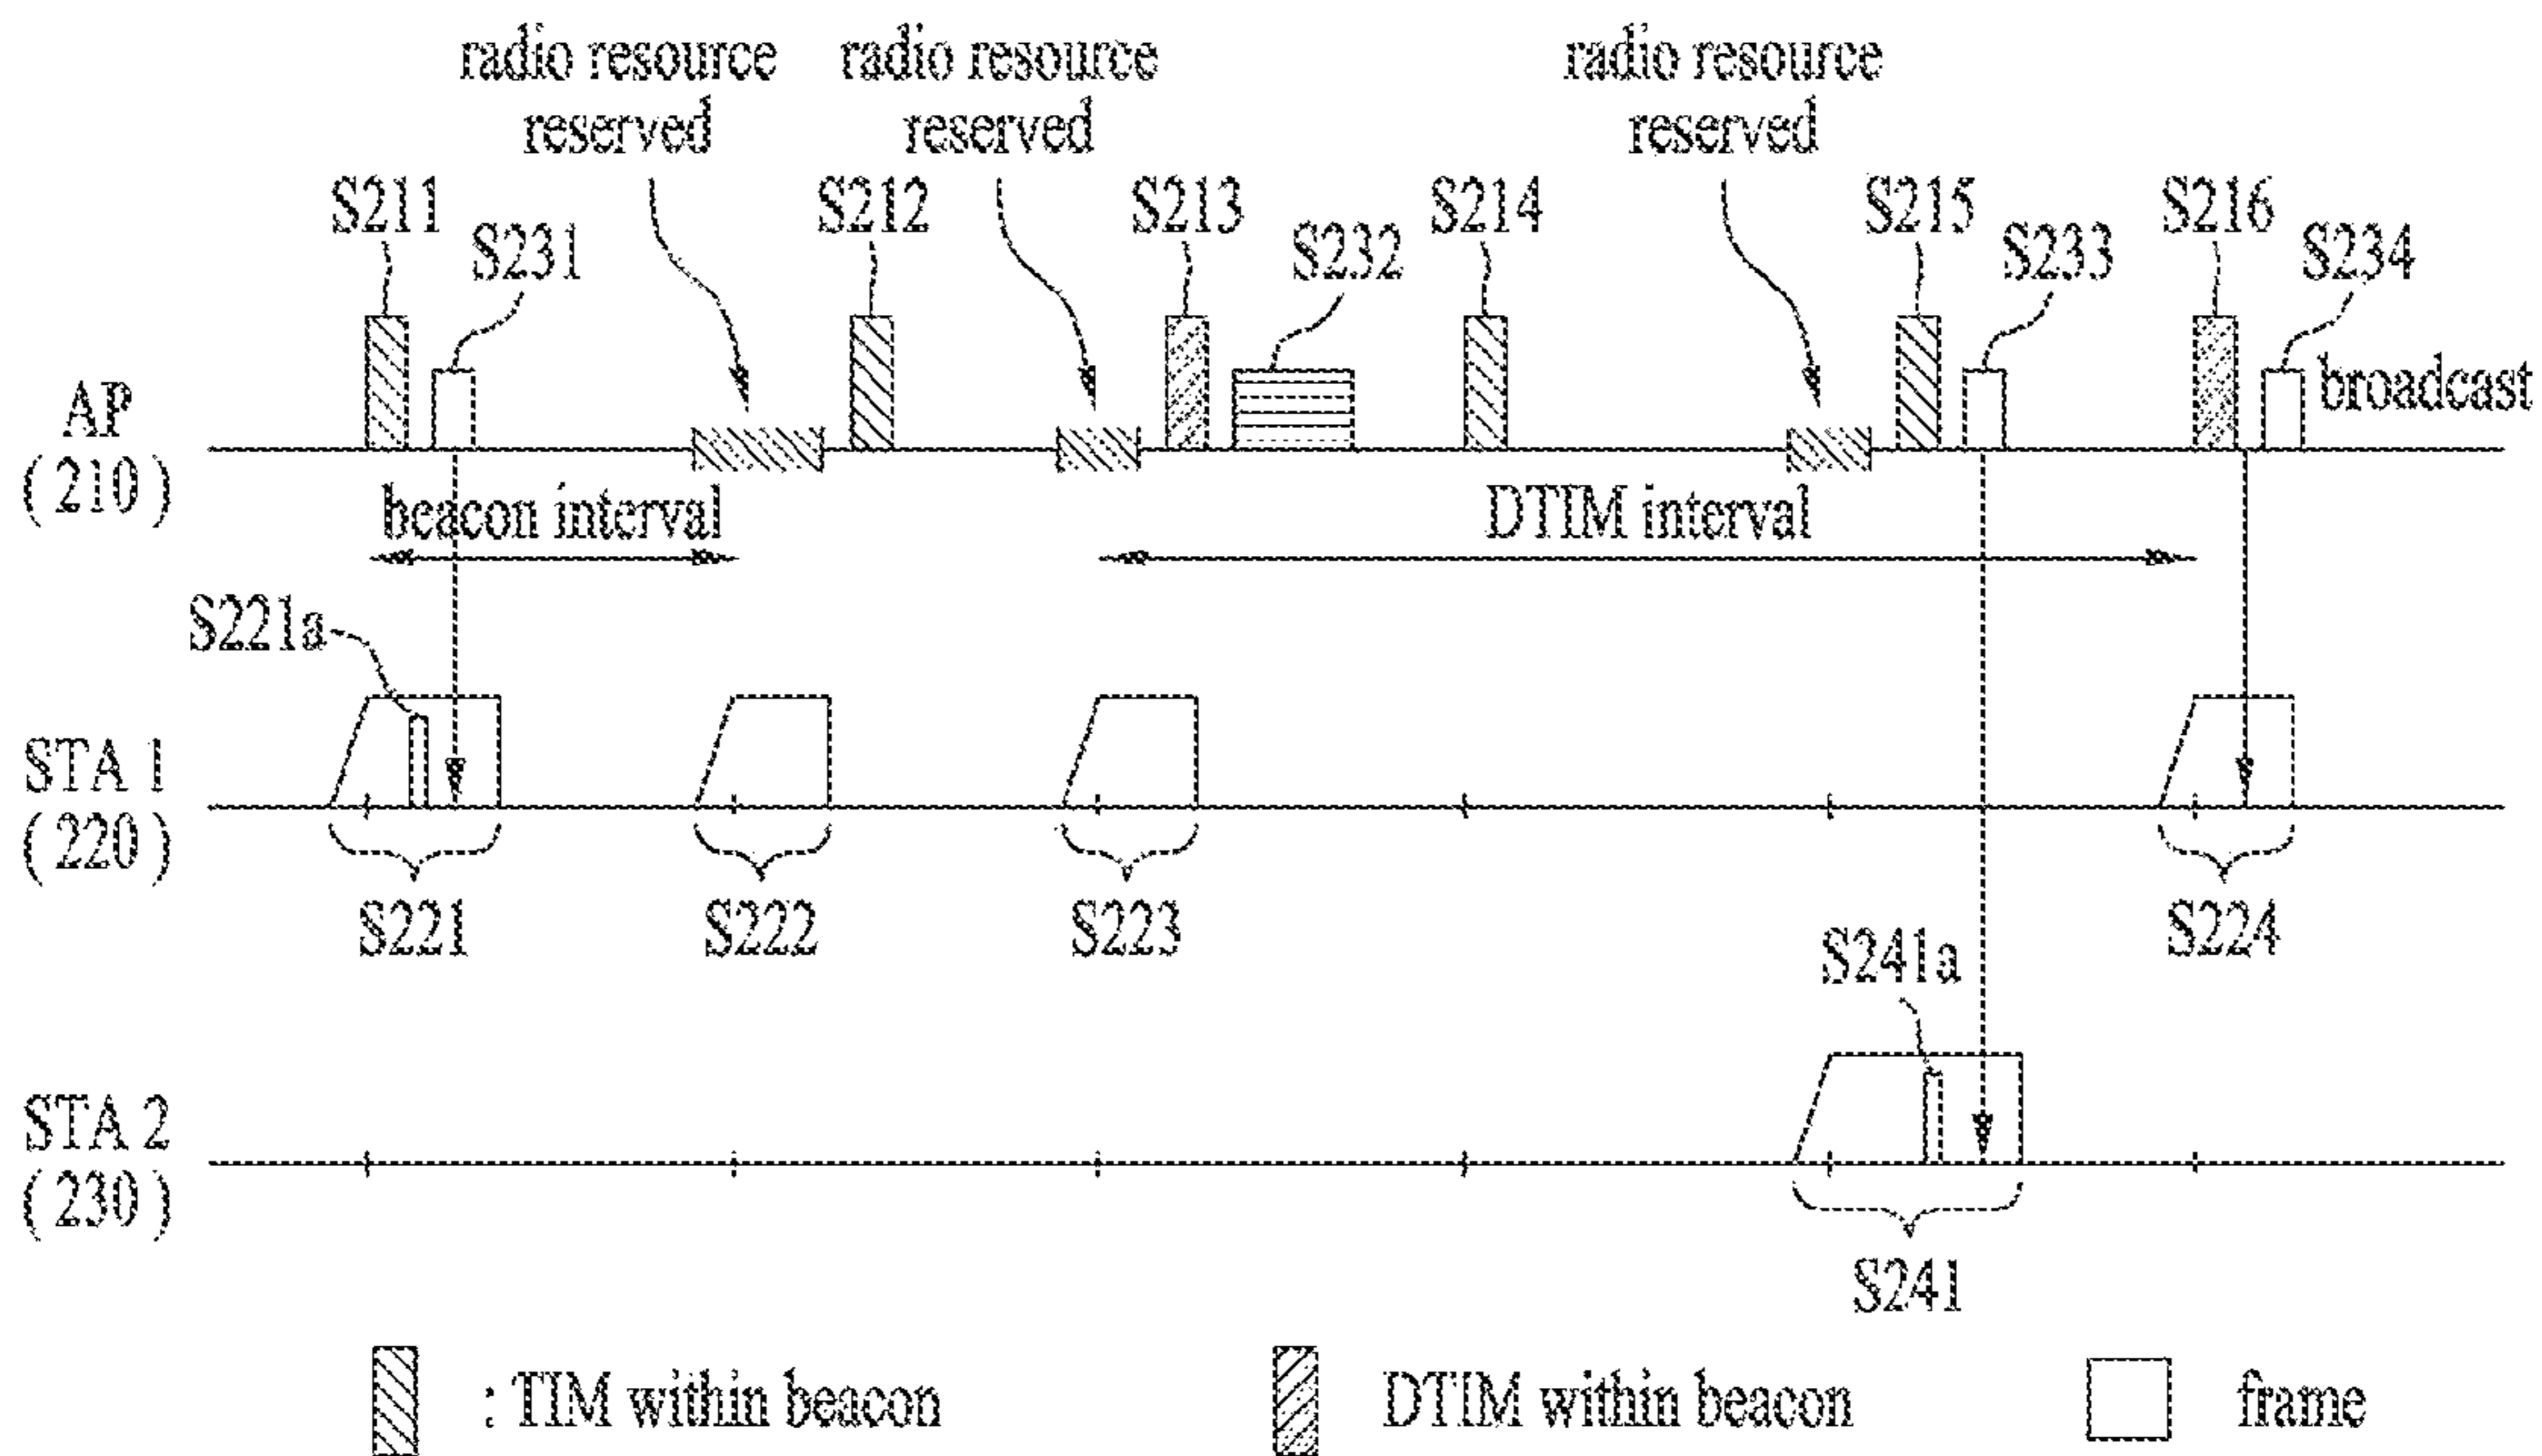 radio resource reserved
radio resource reserved
radio resource reserved
S211
S231
S212
S213
S232
S214
S215
S233
S216
S234
broadcast
AP
(210)
beacon interval
DTIM interval
S221a
STA 1
(220)
S221
S222
S223
S224
S241a
STA 2
(230)
S241
: TIM within beacon
DTIM within beacon
frame